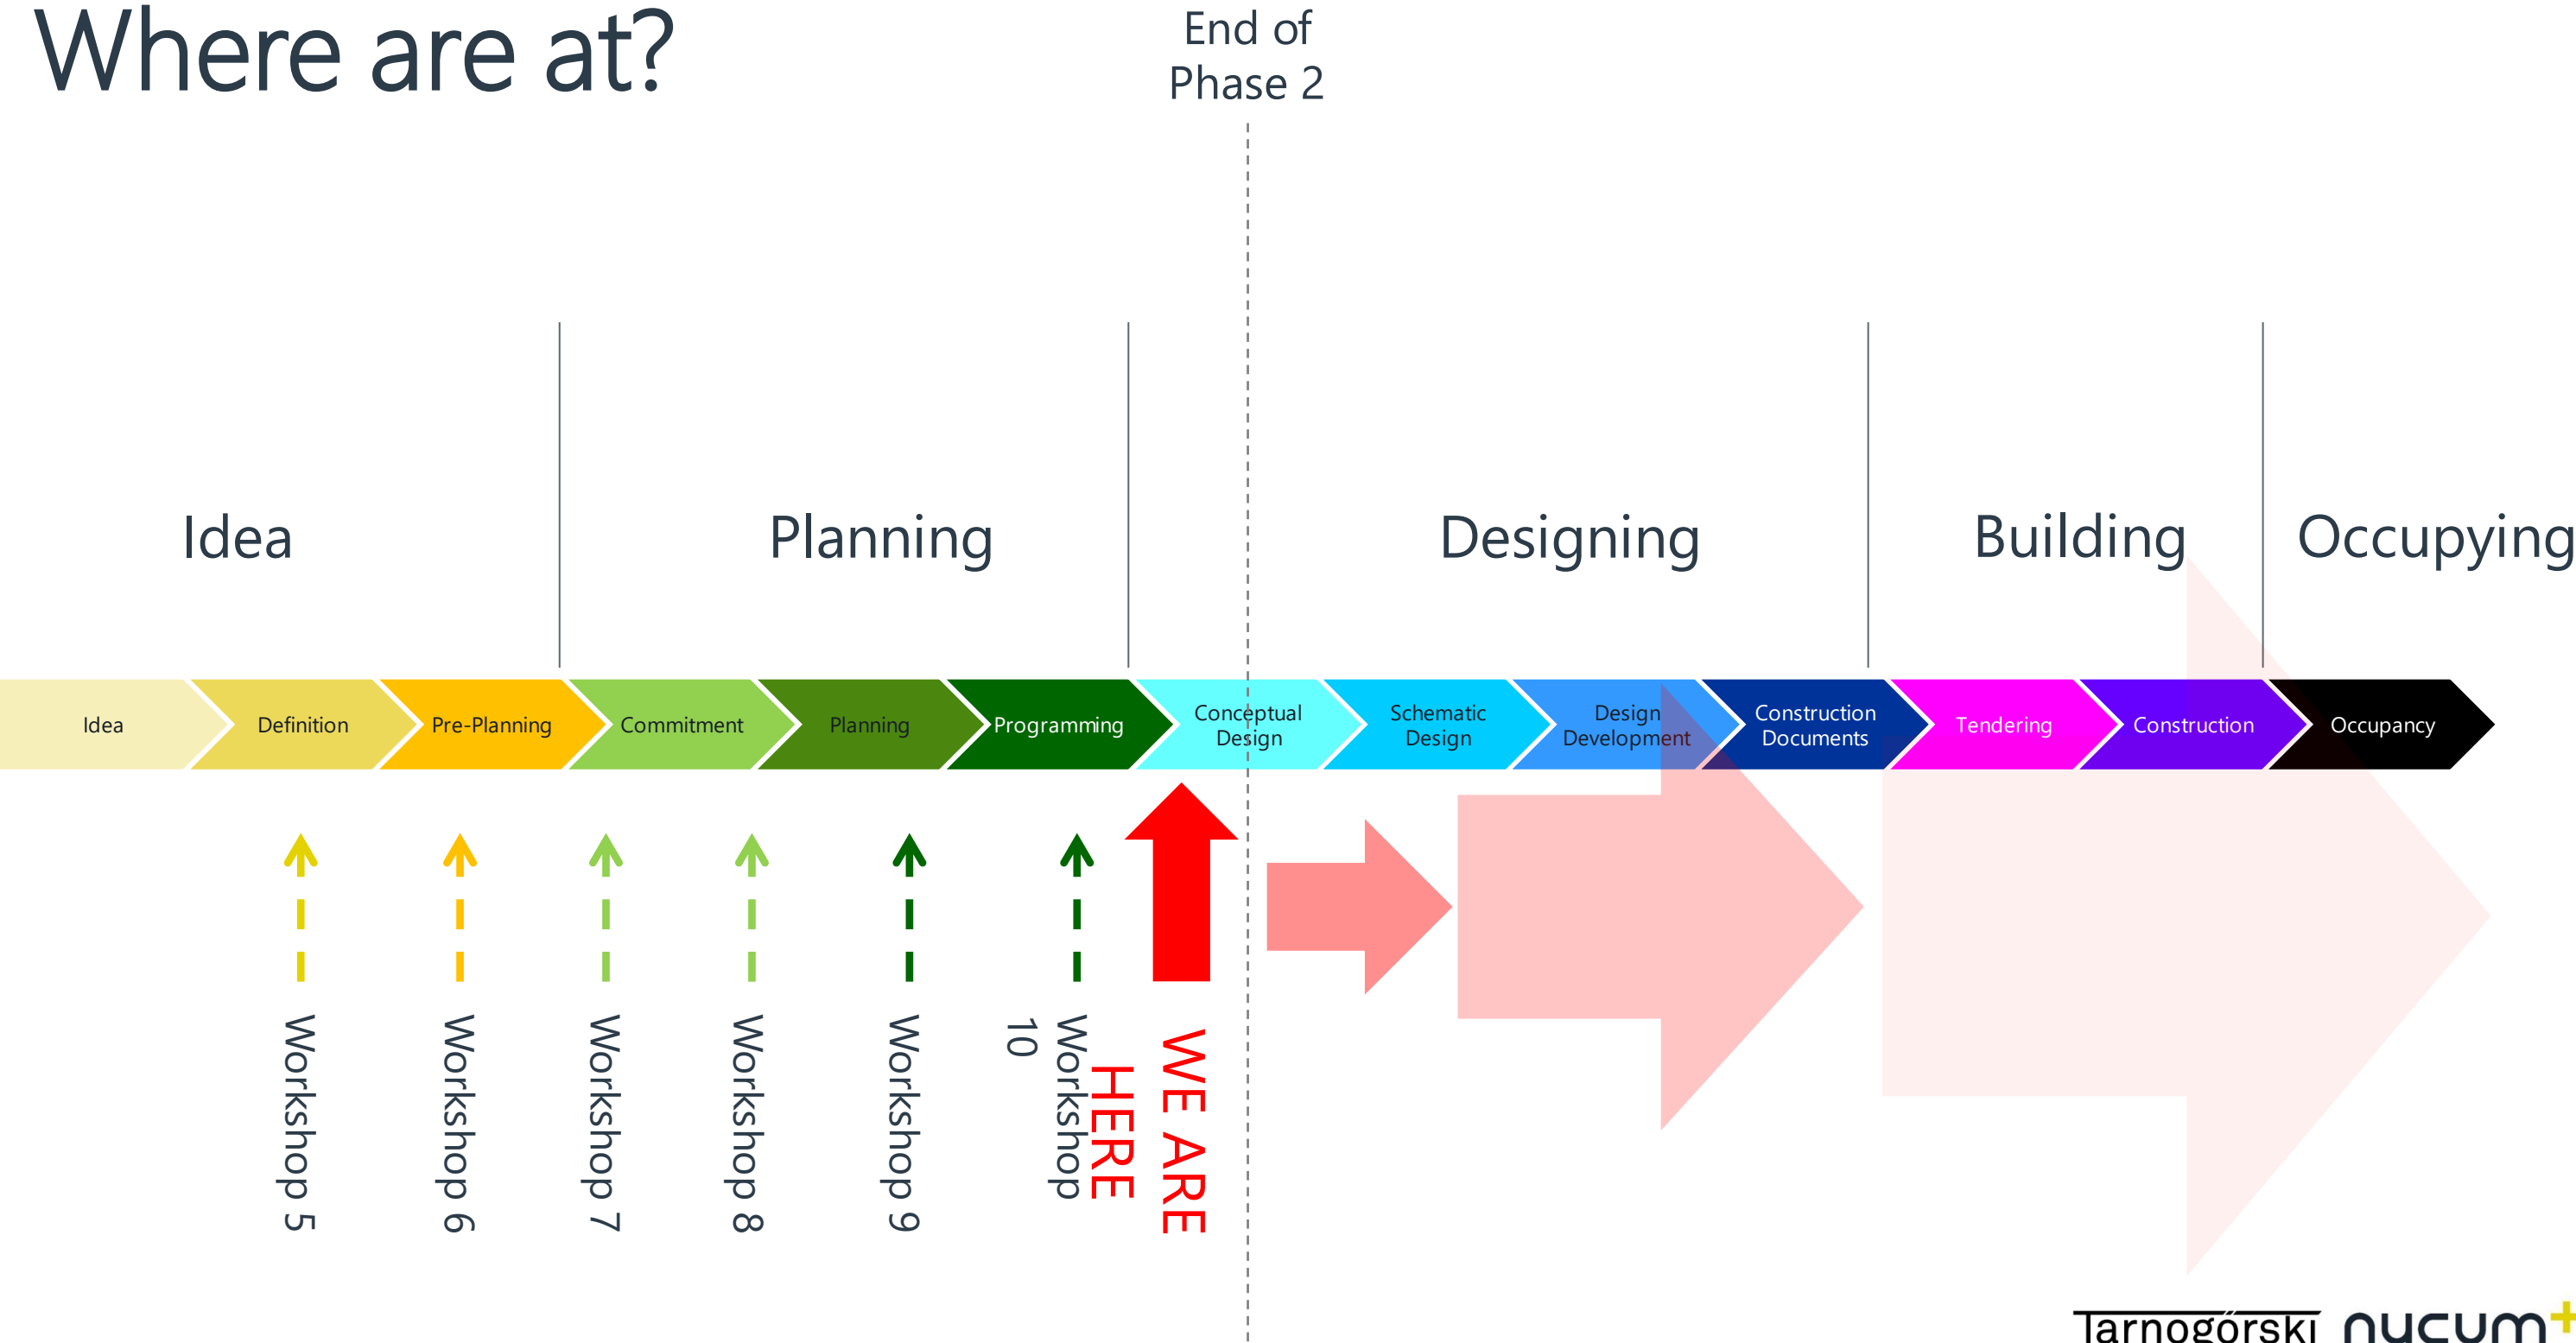 Where are at?
End of
Phase 2
Idea
Planning
Designing
Building
Occupying
Idea
Definition
Pre-Planning
Commitment
Planning
Programming
Conceptual
Design
Schematic
Design
Design
Development
Construction
Documents
Tendering
Construction
Occupancy
Workshop 5
Workshop 6
Workshop 7
Workshop 8
Workshop 9
Workshop
10
WE ARE
HERE
Tarnogórski
nycum+